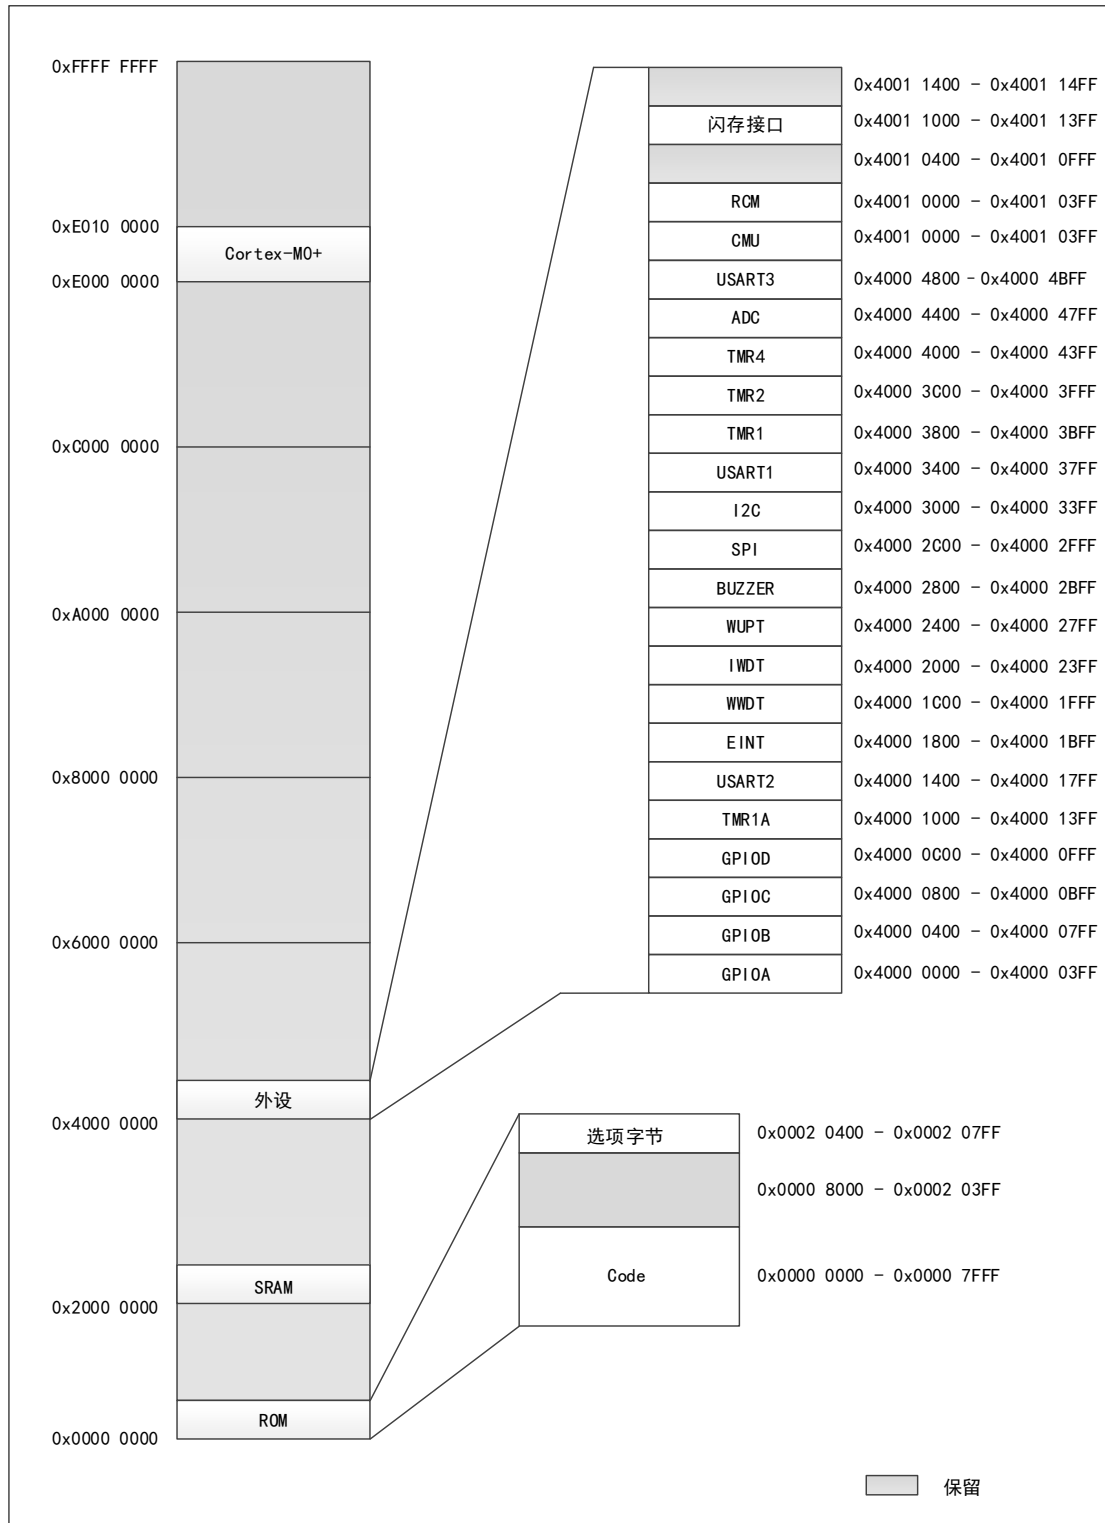 0xFFFF FFFF
0xE010 0000
Cortex-M0+
0xE000 0000
0xC000 0000
0xA000 0000
0x8000 0000
0x6000 0000
外设
0x4000 0000
SRAM
0x2000 0000
ROM
0x0000 0000
0x4001 1400 - 0x4001 14FF
闪存接口 0x4001 1000 - 0x4001 13FF
0x4001 0400 - 0x4001 0FFF
RCM 0x4001 0000 - 0x4001 03FF
CMU 0x4001 0000 - 0x4001 03FF
USART3 0x4000 4800 - 0x4000 4BFF
ADC 0x4000 4400 - 0x4000 47FF
TMR4 0x4000 4000 - 0x4000 43FF
TMR2 0x4000 3C00 - 0x4000 3FFF
TMR1 0x4000 3800 - 0x4000 3BFF
USART1 0x4000 3400 - 0x4000 37FF
I2C 0x4000 3000 - 0x4000 33FF
SPI 0x4000 2C00 - 0x4000 2FFF
BUZZER 0x4000 2800 - 0x4000 2BFF
WUPT 0x4000 2400 - 0x4000 27FF
IWDT 0x4000 2000 - 0x4000 23FF
WWDT 0x4000 1C00 - 0x4000 1FFF
EINT 0x4000 1800 - 0x4000 1BFF
USART2 0x4000 1400 - 0x4000 17FF
TMR1A 0x4000 1000 - 0x4000 13FF
GPIOD 0x4000 0C00 - 0x4000 0FFF
GPIOC 0x4000 0800 - 0x4000 0BFF
GPIOB 0x4000 0400 - 0x4000 07FF
GPIOA 0x4000 0000 - 0x4000 03FF
选项字节 0x0002 0400 - 0x0002 07FF
0x0000 8000 - 0x0002 03FF
Code 0x0000 0000 - 0x0000 7FFF
保留